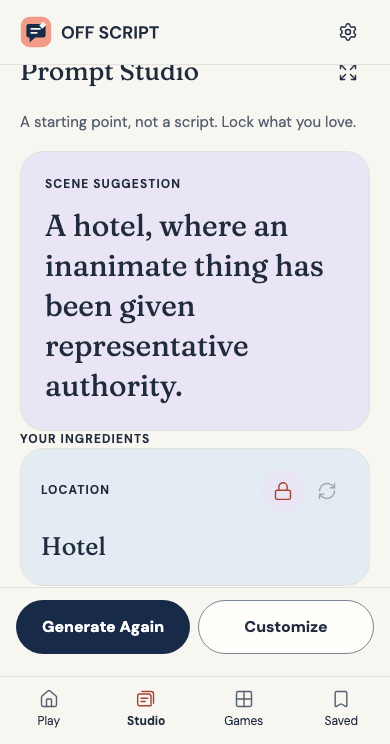 OFF SCRIPT
Prompt Studio
A starting point, not a script. Lock what you love.
SCENE SUGGESTION
A hotel, where an
inanimate thing has
been given
representative
authority.
YOUR INGREDIENTS
LOCATION
Hotel
Generate Again
Customize
Play
Studio
Games
Saved